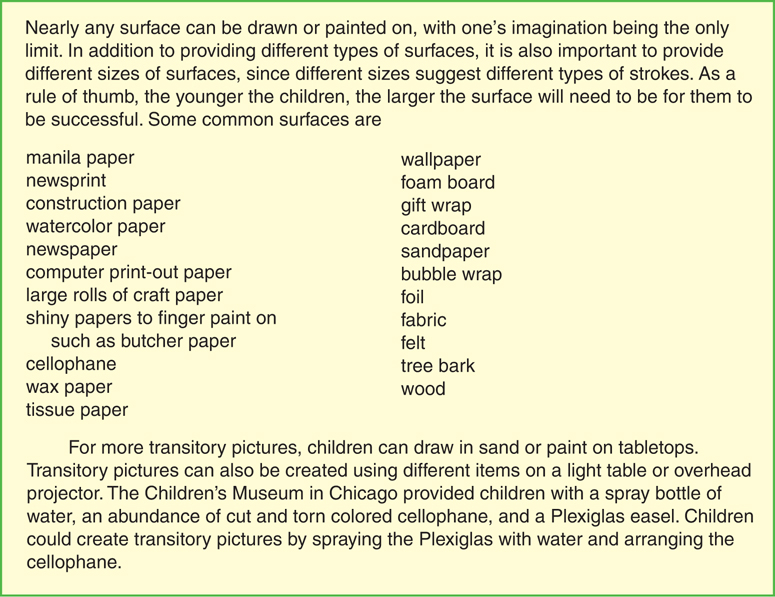 Nearly any surface can be drawn or painted on, with one’s imagination being the only
limit. In addition to providing different types of surfaces, it is also important to provide
different sizes of surfaces, since different sizes suggest different types of strokes. As a
rule of thumb, the younger the children, the larger the surface will need to be for them to
be successful. Some common surfaces are
manila paper
newsprint
construction paper
watercolor paper
newspaper
computer print-out paper
large rolls of craft paper
shiny papers to finger paint on
such as butcher paper
cellophane
wax paper
tissue paper
wallpaper
foam board
gift wrap
cardboard
sandpaper
bubble wrap
foil
fabric
felt
tree bark
wood
For more transitory pictures, children can draw in sand or paint on tabletops.
Transitory pictures can also be created using different items on a light table or overhead
projector. The Children’s Museum in Chicago provided children with a spray bottle of
water, an abundance of cut and torn colored cellophane, and a Plexiglas easel. Children
could create transitory pictures by spraying the Plexiglas with water and arranging the
cellophane.